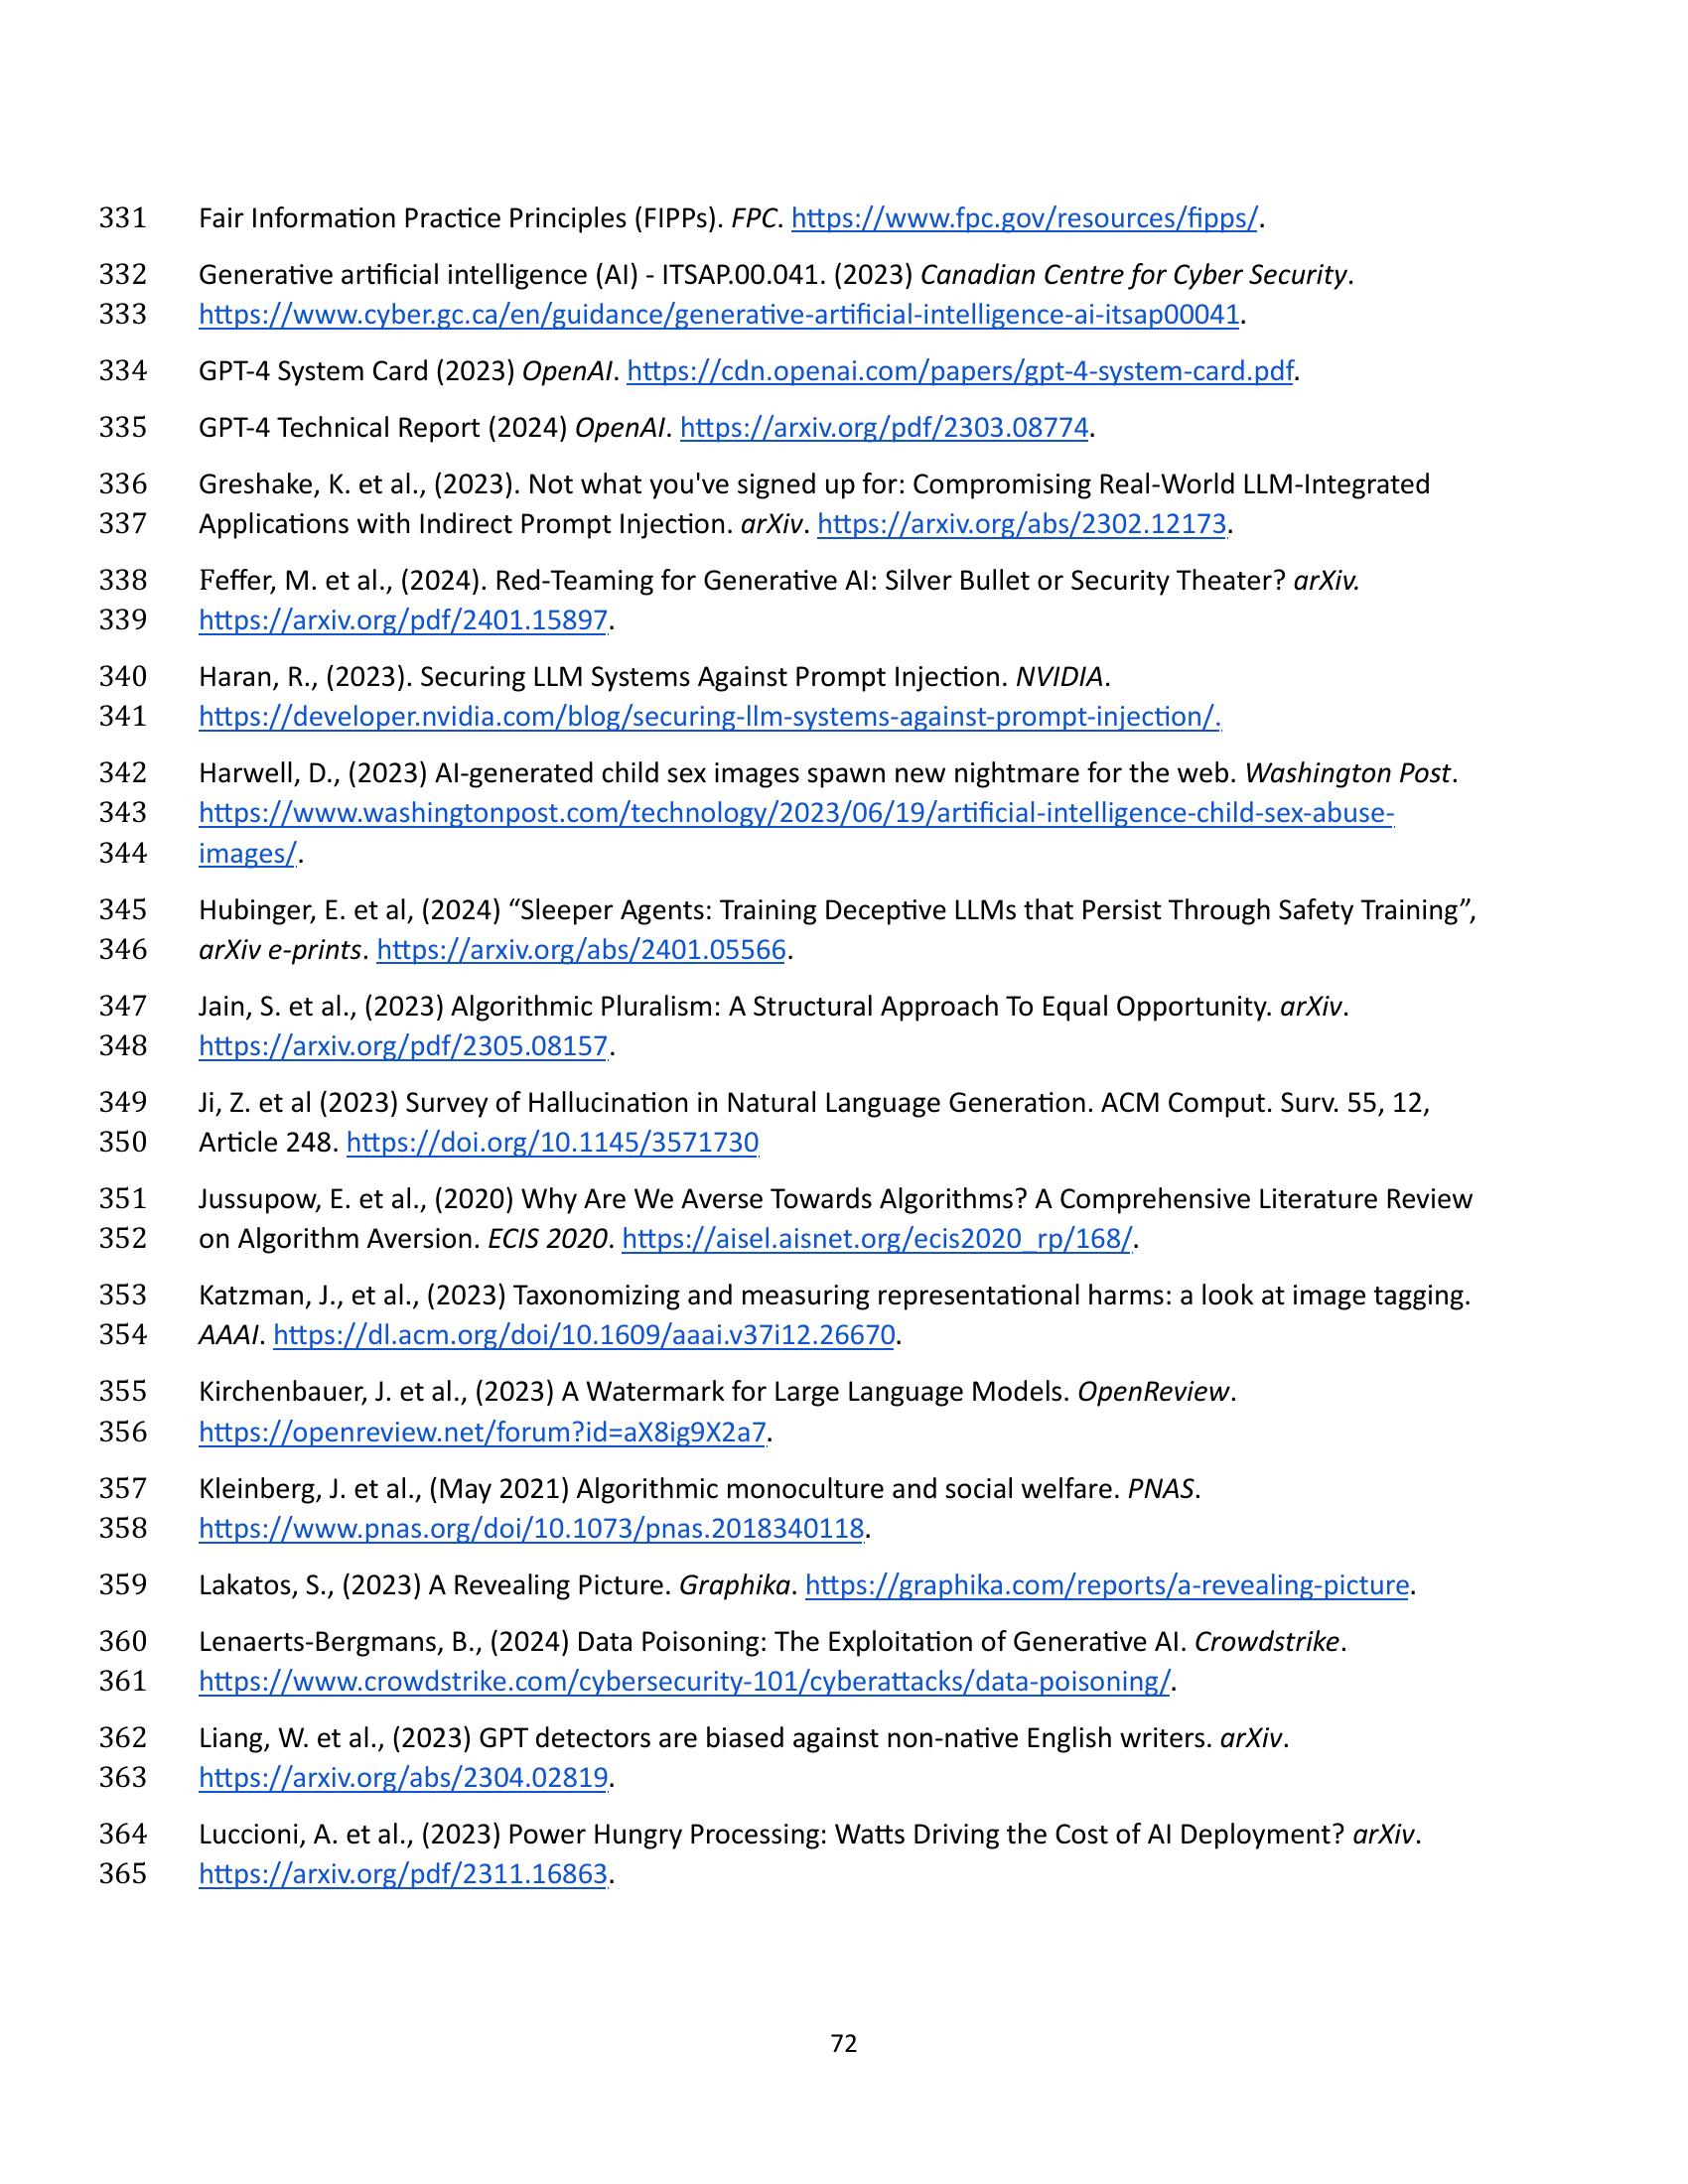 331 Fair Information Practice Principles (FIPPs). FPC. https://www.fpc.gov/resources/fipps/.
332 Generative artificial intelligence (AI) - ITSAP.00.041. (2023) Canadian Centre for Cyber Security.
333 https://www.cyber.gc.ca/en/guidance/generative-artificial-intelligence-ai-itsap00041.
334 GPT-4 System Card (2023) OpenAI. https://cdn.openai.com/papers/gpt-4-system-card.pdf.
335 GPT-4 Technical Report (2024) OpenAI. https://arxiv.org/pdf/2303.08774.
336 Greshake, K. et al., (2023). Not what you've signed up for: Compromising Real-World LLM-Integrated
337 Applications with Indirect Prompt Injection. arXiv. https://arxiv.org/abs/2302.12173.
338 Feffer, M. et al., (2024). Red-Teaming for Generative AI: Silver Bullet or Security Theater? arXiv.
339 https://arxiv.org/pdf/2401.15897.
340 Haran, R., (2023). Securing LLM Systems Against Prompt Injection. NVIDIA.
341 https://developer.nvidia.com/blog/securing-llm-systems-against-prompt-injection/.
342 Harwell, D., (2023) AI-generated child sex images spawn new nightmare for the web. Washington Post.
343 https://www.washingtonpost.com/technology/2023/06/19/artificial-intelligence-child-sex-abuse-
344 images/.
345 Hubinger, E. et al, (2024) “Sleeper Agents: Training Deceptive LLMs that Persist Through Safety Training”,
346 arXiv e-prints. https://arxiv.org/abs/2401.05566.
347 Jain, S. et al., (2023) Algorithmic Pluralism: A Structural Approach To Equal Opportunity. arXiv.
348 https://arxiv.org/pdf/2305.08157.
349 Ji, Z. et al (2023) Survey of Hallucination in Natural Language Generation. ACM Comput. Surv. 55, 12,
350 Article 248. https://doi.org/10.1145/3571730
351 Jussupow, E. et al., (2020) Why Are We Averse Towards Algorithms? A Comprehensive Literature Review
352 on Algorithm Aversion. ECIS 2020. https://aisel.aisnet.org/ecis2020_rp/168/.
353 Katzman, J., et al., (2023) Taxonomizing and measuring representational harms: a look at image tagging.
354 AAAI. https://dl.acm.org/doi/10.1609/aaai.v37i12.26670.
355 Kirchenbauer, J. et al., (2023) A Watermark for Large Language Models. OpenReview.
356 https://openreview.net/forum?id=aX8ig9X2a7.
357 Kleinberg, J. et al., (May 2021) Algorithmic monoculture and social welfare. PNAS.
358 https://www.pnas.org/doi/10.1073/pnas.2018340118.
359 Lakatos, S., (2023) A Revealing Picture. Graphika. https://graphika.com/reports/a-revealing-picture.
360 Lenaerts-Bergmans, B., (2024) Data Poisoning: The Exploitation of Generative AI. Crowdstrike.
361 https://www.crowdstrike.com/cybersecurity-101/cyberattacks/data-poisoning/.
362 Liang, W. et al., (2023) GPT detectors are biased against non-native English writers. arXiv.
363 https://arxiv.org/abs/2304.02819.
364 Luccioni, A. et al., (2023) Power Hungry Processing: Watts Driving the Cost of AI Deployment? arXiv.
365 https://arxiv.org/pdf/2311.16863.
72